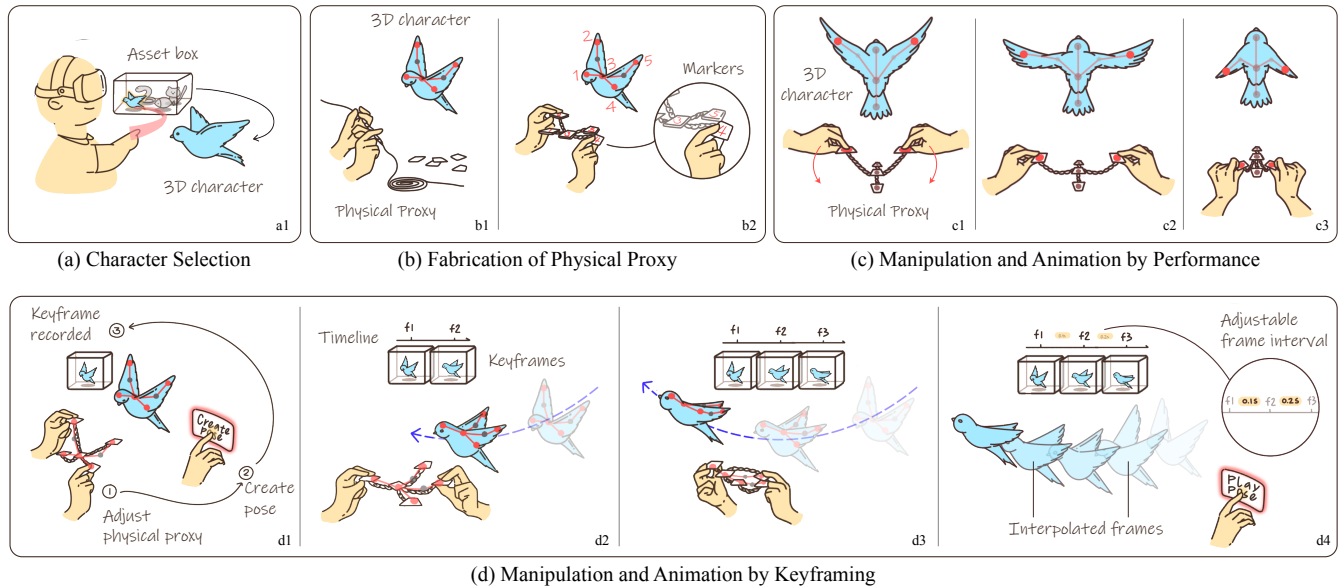 Asset box
3D character
a1
(a) Character Selection
3D character
Physical Proxy
b1
2
3
1
5
4
Markers
3
2
b2
(b) Fabrication of Physical Proxy
3D
character
Physical Proxy
c1
c2
c3
(c) Manipulation and Animation by Performance
Keyframe
recorded
3
Create
pose
1
2
Create
pose
Adjust
physical proxy
d1
Timeline
f1 f2
Keyframes
d2
f1 f2 f3
d3
f1 f2 f3
Adjustable
frame interval
f1 0.1s f2 0.2s f3
Play
Pose
Interpolated frames
d4
(d) Manipulation and Animation by Keyframing